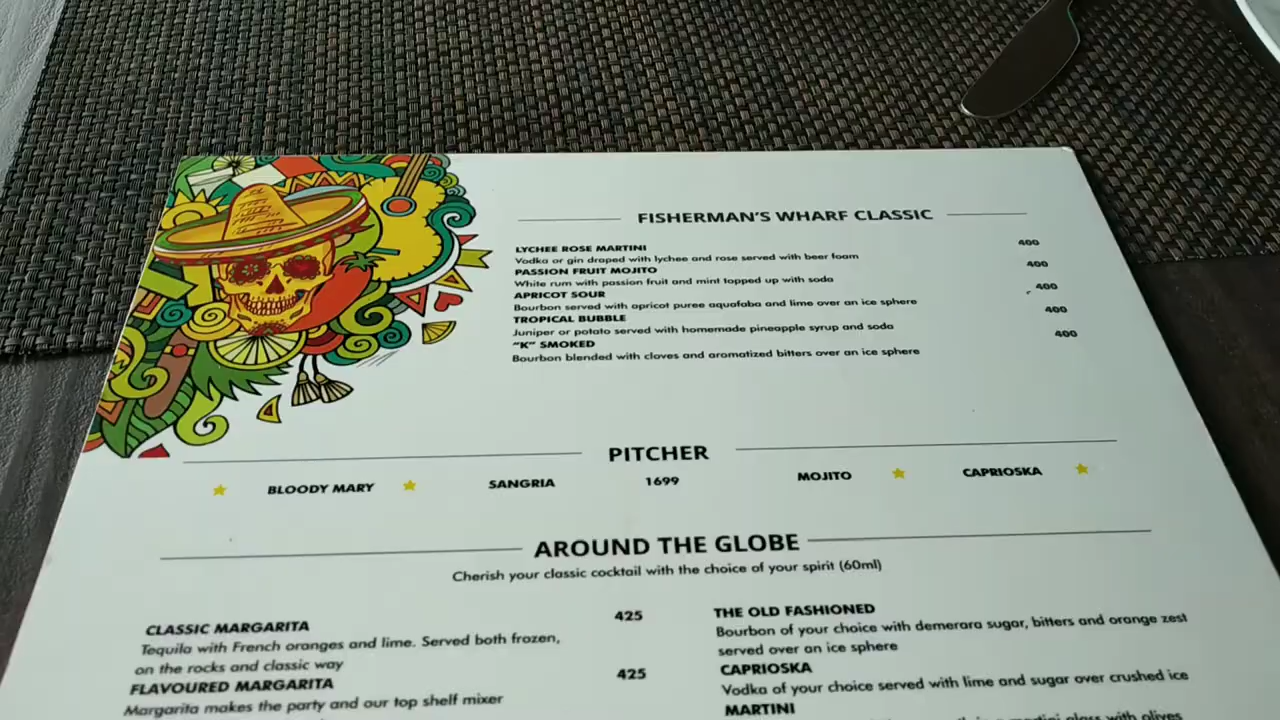 FISHERMAN'S WHARF CLASSIC
LYCHEE ROSE MARTINI 400
Vodka or gin draped with lychee and rose served with beer foam
PASSION FRUIT MOJITO 400
White rum with passion fruit and mint topped up with soda
APRICOT SOUR 400
Bourbon served with apricot puree aquafaba and lime over an ice sphere
TROPICAL BUBBLE 400
Juniper or potato served with homemade pineapple syrup and soda
"K" SMOKED 400
Bourbon blended with cloves and aromatized bitters over an ice sphere
PITCHER
BLOODY MARY SANGRIA 1699 MOJITO CAPRIOSKA
AROUND THE GLOBE
Cherish your classic cocktail with the choice of your spirit (60ml)
CLASSIC MARGARITA 425
Tequila with French oranges and lime. Served both frozen,
on the rocks and classic way
FLAVOURED MARGARITA 425
Margarita makes the party and our top shelf mixer
THE OLD FASHIONED
Bourbon of your choice with demerara sugar, bitters and orange zest
served over an ice sphere
CAPRIOSKA
Vodka of your choice served with lime and sugar over crushed ice
MARTINI
in a martini glass with olives